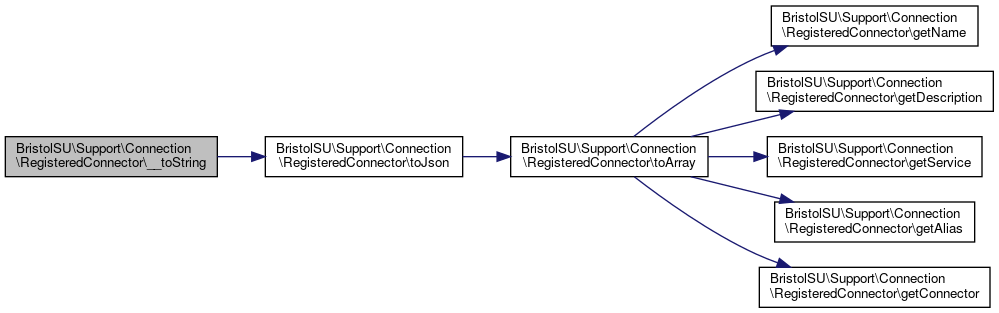 BristolSU\Support\Connection
\RegisteredConnector\__toString
BristolSU\Support\Connection
\RegisteredConnector\toJson
BristolSU\Support\Connection
\RegisteredConnector\toArray
BristolSU\Support\Connection
\RegisteredConnector\getName
BristolSU\Support\Connection
\RegisteredConnector\getDescription
BristolSU\Support\Connection
\RegisteredConnector\getService
BristolSU\Support\Connection
\RegisteredConnector\getAlias
BristolSU\Support\Connection
\RegisteredConnector\getConnector